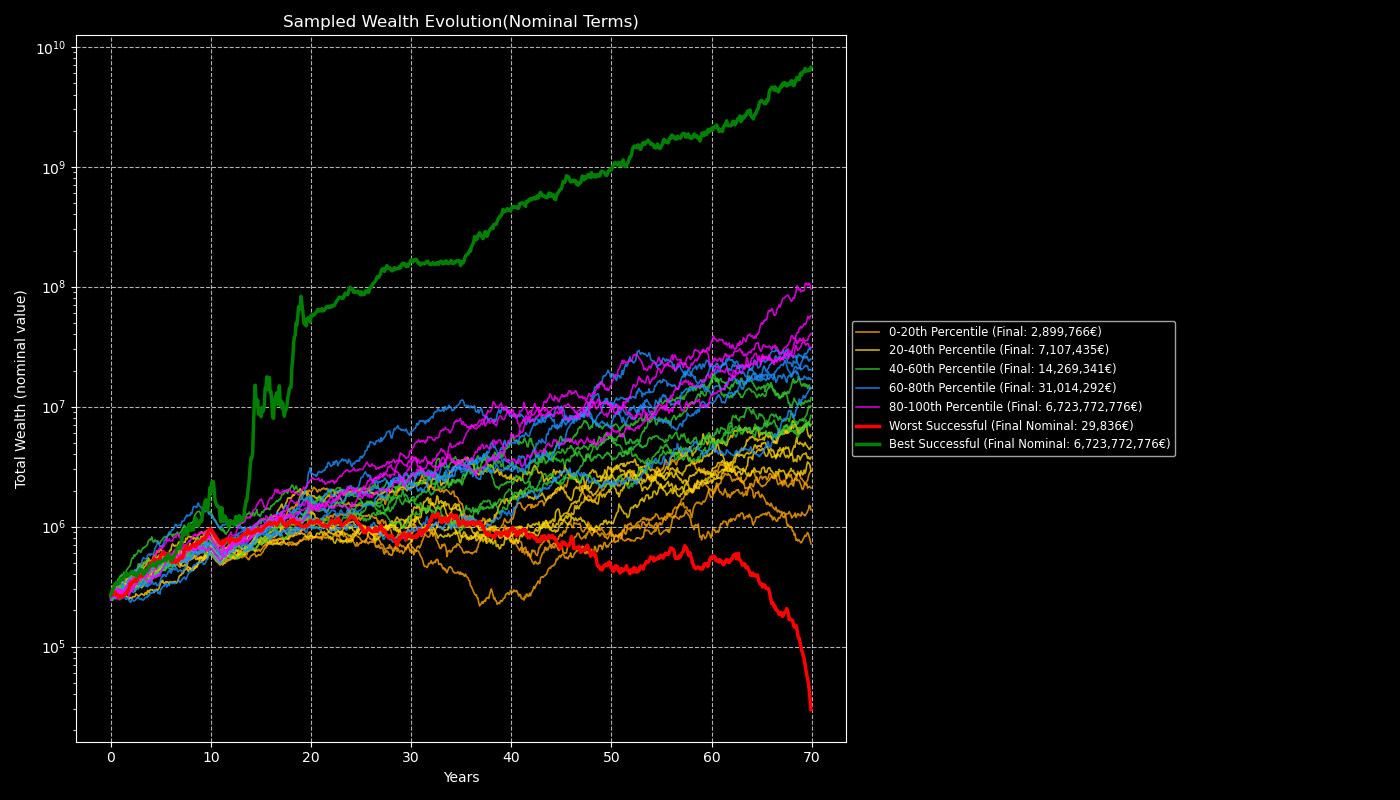 Sampled Wealth Evolution(Nominal Terms)
Total Wealth (nominal value)
10^10
10^9
10^8
10^7
10^6
10^5
0 10 20 30 40 50 60 70
Years
0-20th Percentile (Final: 2,899,766€)
20-40th Percentile (Final: 7,107,435€)
40-60th Percentile (Final: 14,269,341€)
60-80th Percentile (Final: 31,014,292€)
80-100th Percentile (Final: 6,723,772,776€)
Worst Successful (Final Nominal: 29,836€)
Best Successful (Final Nominal: 6,723,772,776€)